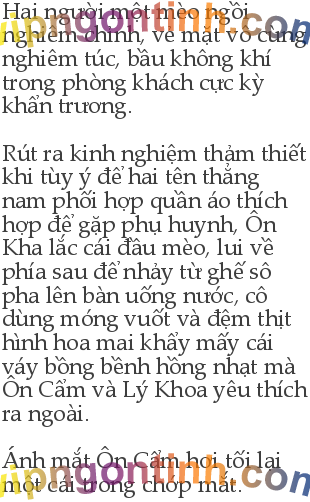 Hai người một mèo ngồi
nghiêm chỉnh, vẻ mặt vô cùng
nghiêm túc, bầu không khí
trong phòng khách cực kỳ
khẩn trương.
Rút ra kinh nghiệm thảm thiết
khi tùy ý để hai tên thẳng
nam phối hợp quần áo thích
hợp để gặp phụ huynh, Ôn
Kha lắc cái đầu mèo, lui về
phía sau để nhảy từ ghế sô
pha lên bàn uống nước, cô
dùng móng vuốt và đệm thịt
hình hoa mai khẩy mấy cái
váy bồng bềnh hồng nhạt mà
Ôn Cẩm và Lý Khoa yêu thích
ra ngoài.
Ánh mắt Ôn Cẩm hơi tối lại
một cái trong chớp mắt.
vipngontinh.com
vipngontinh.com